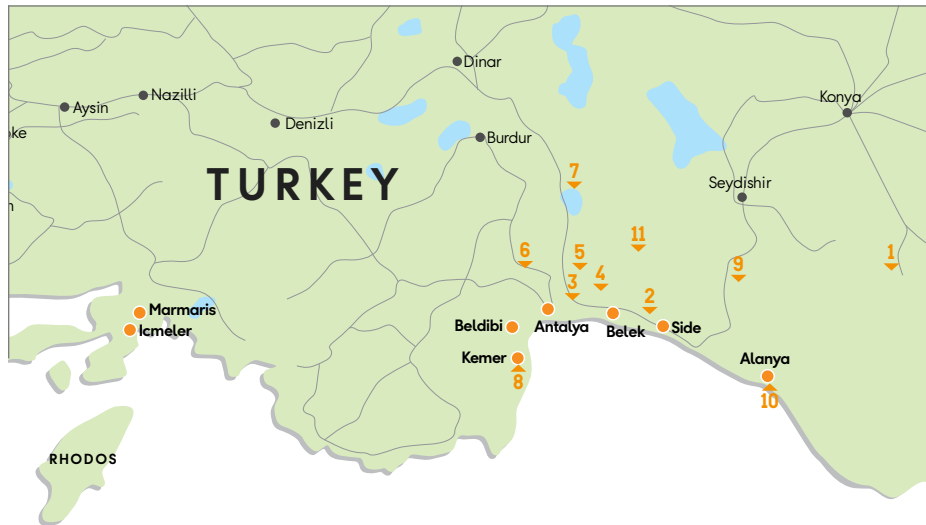 Dinar
Nazilli
Konya
Aysin
Denizli
ke
Burdur
TURKEY
7
Seydishir
n
11
6
5
1
4
9
3
2
Marmaris
Icmeler
Beldibi
Antalya
Belek
Side
Kemer
Alanya
8
10
RHODOS